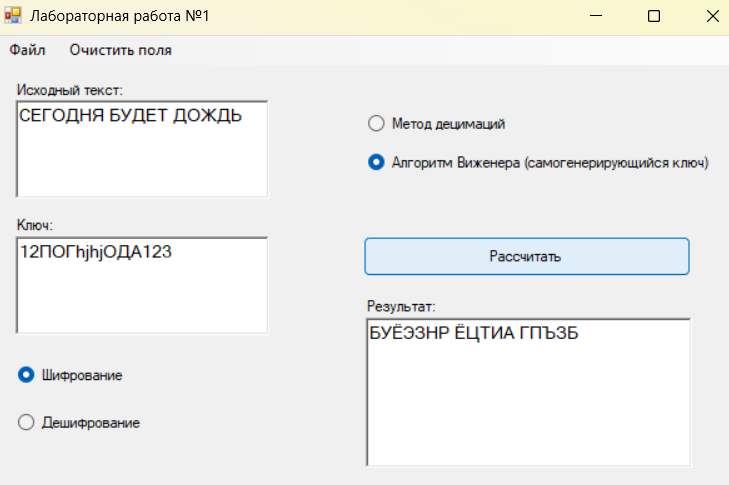 Лабораторная работа №1
Файл Очистить поля
Исходный текст:
СЕГОДНЯ БУДЕТ ДОЖДЬ
Метод децимаций
Алгоритм Виженера (самогенерирующийся ключ)
Ключ:
12ПОГhjhjОДА123
Рассчитать
Результат:
БУЁЭЗНР ЁЦТИА ГПЪЗБ
Шифрование
Дешифрование